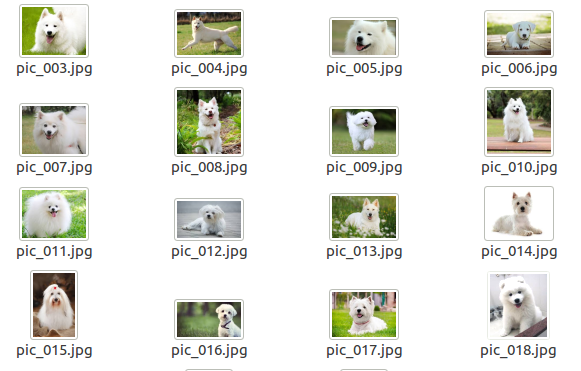 pic_003.jpg pic_004.jpg pic_005.jpg pic_006.jpg
pic_007.jpg pic_008.jpg pic_009.jpg pic_010.jpg
pic_011.jpg pic_012.jpg pic_013.jpg pic_014.jpg
pic_015.jpg pic_016.jpg pic_017.jpg pic_018.jpg